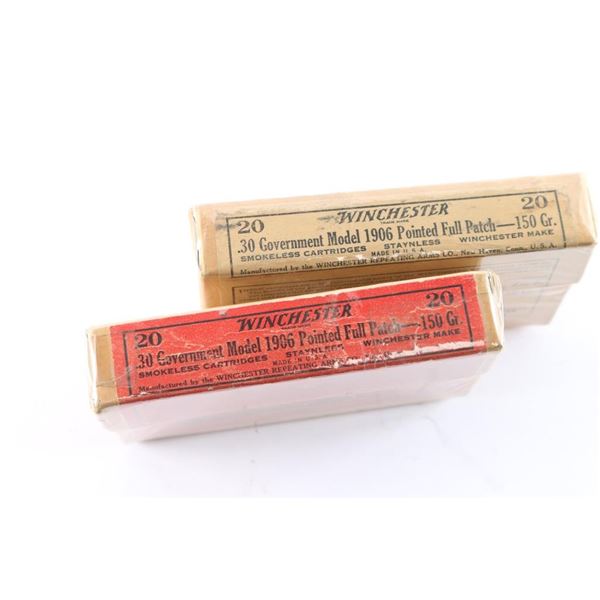 20 WINCHESTER 20
TRADE MARK
.30 Government Model 1906 Pointed Full Patch—150 Gr.
SMOKELESS CARTRIDGES STAYNLESS WINCHESTER MAKE
MADE IN U.S.A.
Manufactured by the WINCHESTER REPEATING ARMS CO., New Haven, Conn., U.S.A.
20 WINCHESTER 20
.30 Government Model 1906 Pointed Full Patch—150 Gr.
SMOKELESS CARTRIDGES STAYNLESS WINCHESTER MAKE
MADE IN U.S.A.
Manufactured by the WINCHESTER REPEATING